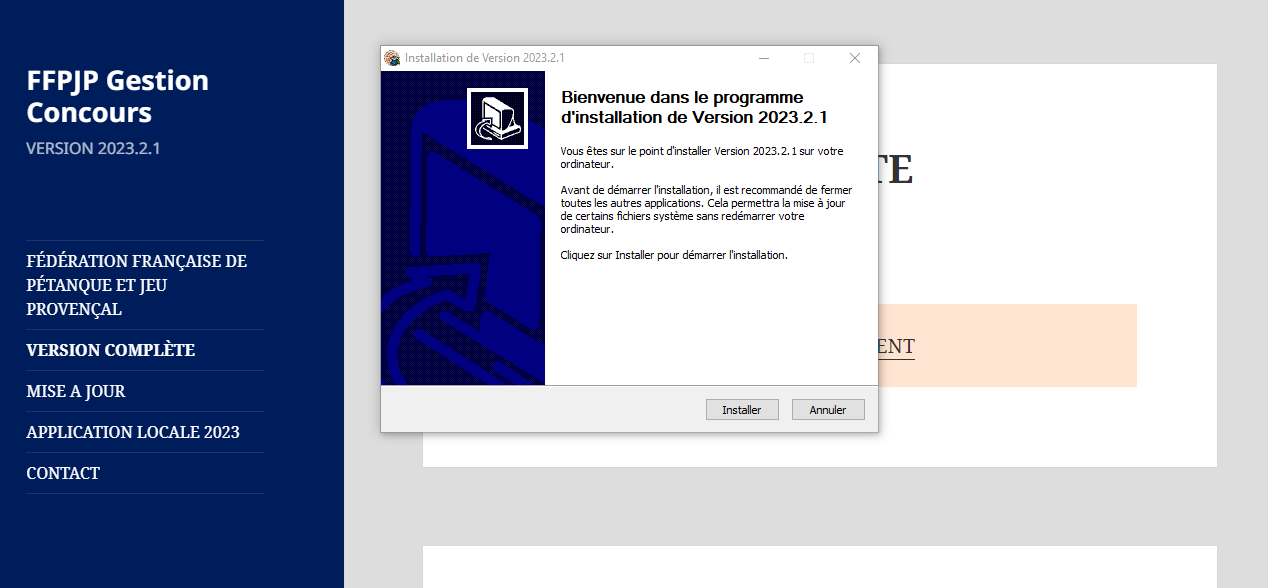 FFPJP Gestion
Concours
VERSION 2023.2.1
FÉDÉRATION FRANÇAISE DE
PÉTANQUE ET JEU
PROVENÇAL
VERSION COMPLÈTE
MISE A JOUR
APPLICATION LOCALE 2023
CONTACT
Installation de Version 2023.2.1
Bienvenue dans le programme
d'installation de Version 2023.2.1
Vous êtes sur le point d'installer Version 2023.2.1 sur votre
ordinateur.
Avant de démarrer l'installation, il est recommandé de fermer
toutes les autres applications. Cela permettra la mise à jour
de certains fichiers système sans redémarrer votre
ordinateur.
Cliquez sur Installer pour démarrer l'installation.
Installer
Annuler
TE
ENT